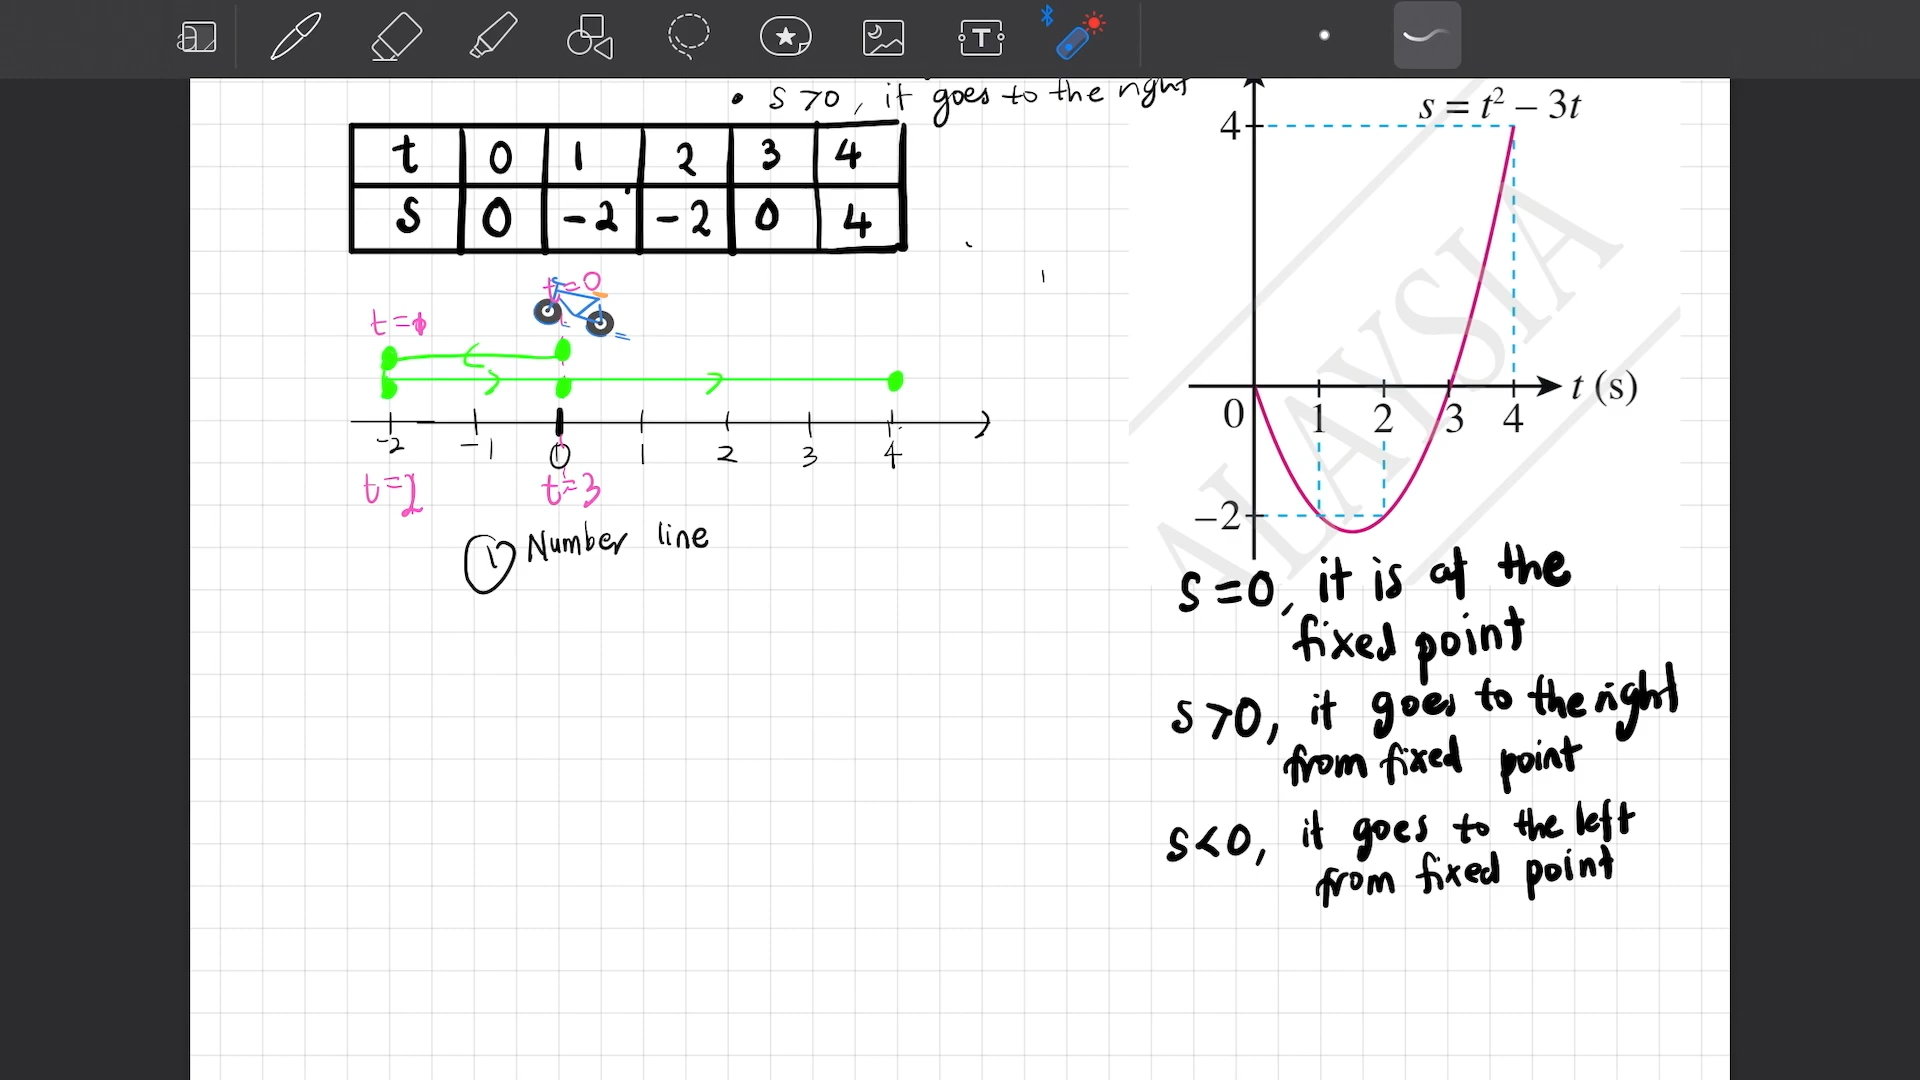 • s >0, it goes to the right
t 0 1 2 3 4
s 0 -2 -2 0 4
t=0
t=1
-2 -1 0 1 2 3 4
t=2 t=3
① Number line
s = t² – 3t
4
0 1 2 3 4 t (s)
–2
ALAYSIA
s=0, it is at the
fixed point
s >0, it goes to the right
from fixed point
s<0, it goes to the left
from fixed point
T